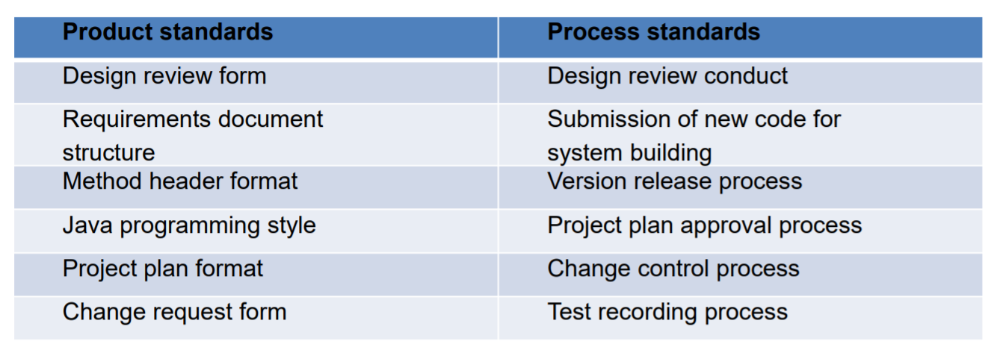 Product standards
Process standards
Design review form
Design review conduct
Requirements document
structure
Submission of new code for
system building
Method header format
Version release process
Java programming style
Project plan approval process
Project plan format
Change control process
Change request form
Test recording process